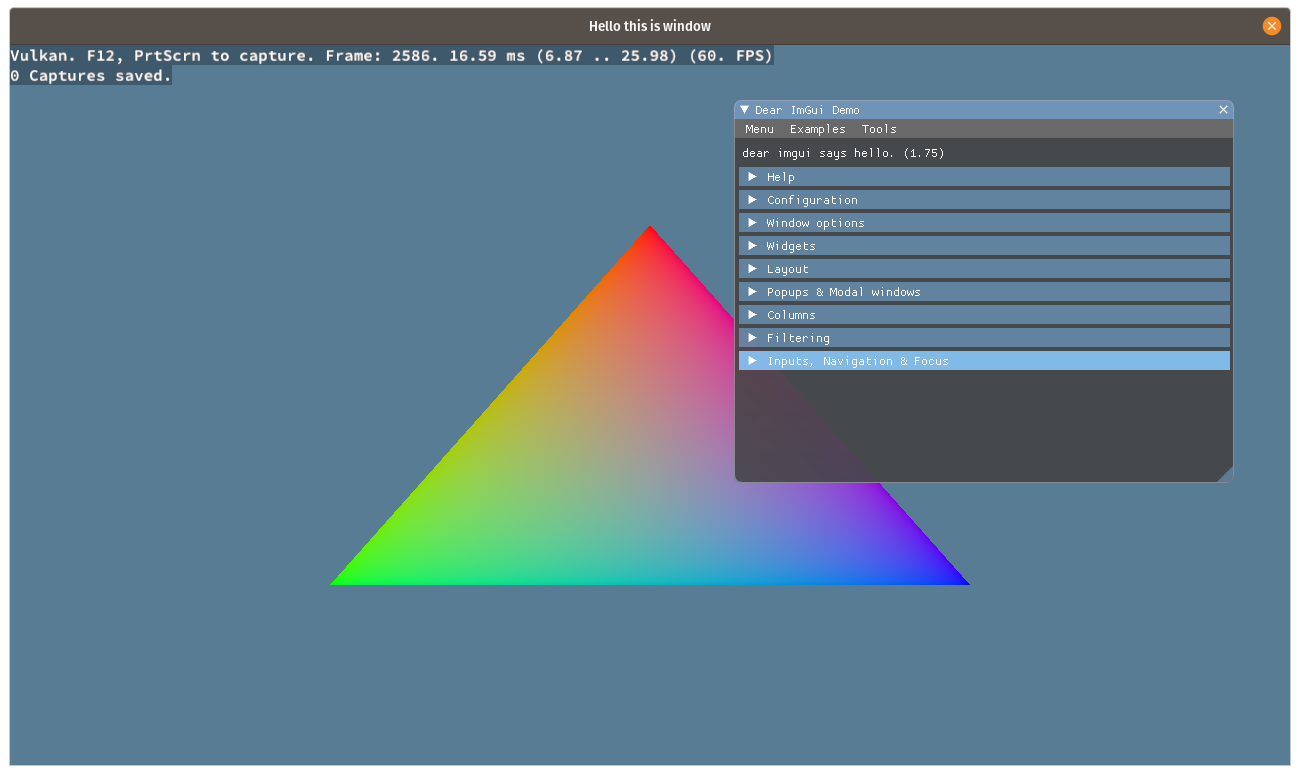 Hello this is window
Vulkan. F12, PrtScrn to capture. Frame: 2586. 16.59 ms (6.87 .. 25.98) (60. FPS)
0 Captures saved.
Dear ImGui Demo
Menu Examples Tools
dear imgui says hello. (1.75)
Help
Configuration
Window options
Widgets
Layout
Popups & Modal windows
Columns
Filtering
Inputs, Navigation & Focus